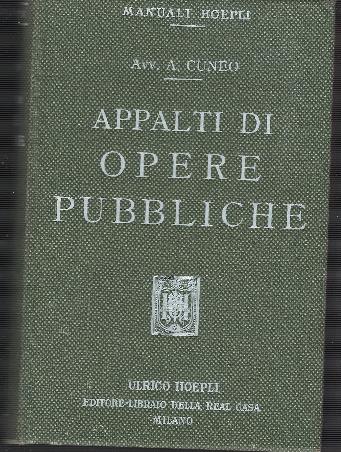 MANUALI HOEPLI
Avv. A. CUNEO
APPALTI DI
OPERE
PUBBLICHE
ULRICO HOEPLI
EDITORE-LIBRAIO DELLA REAL CASA
MILANO